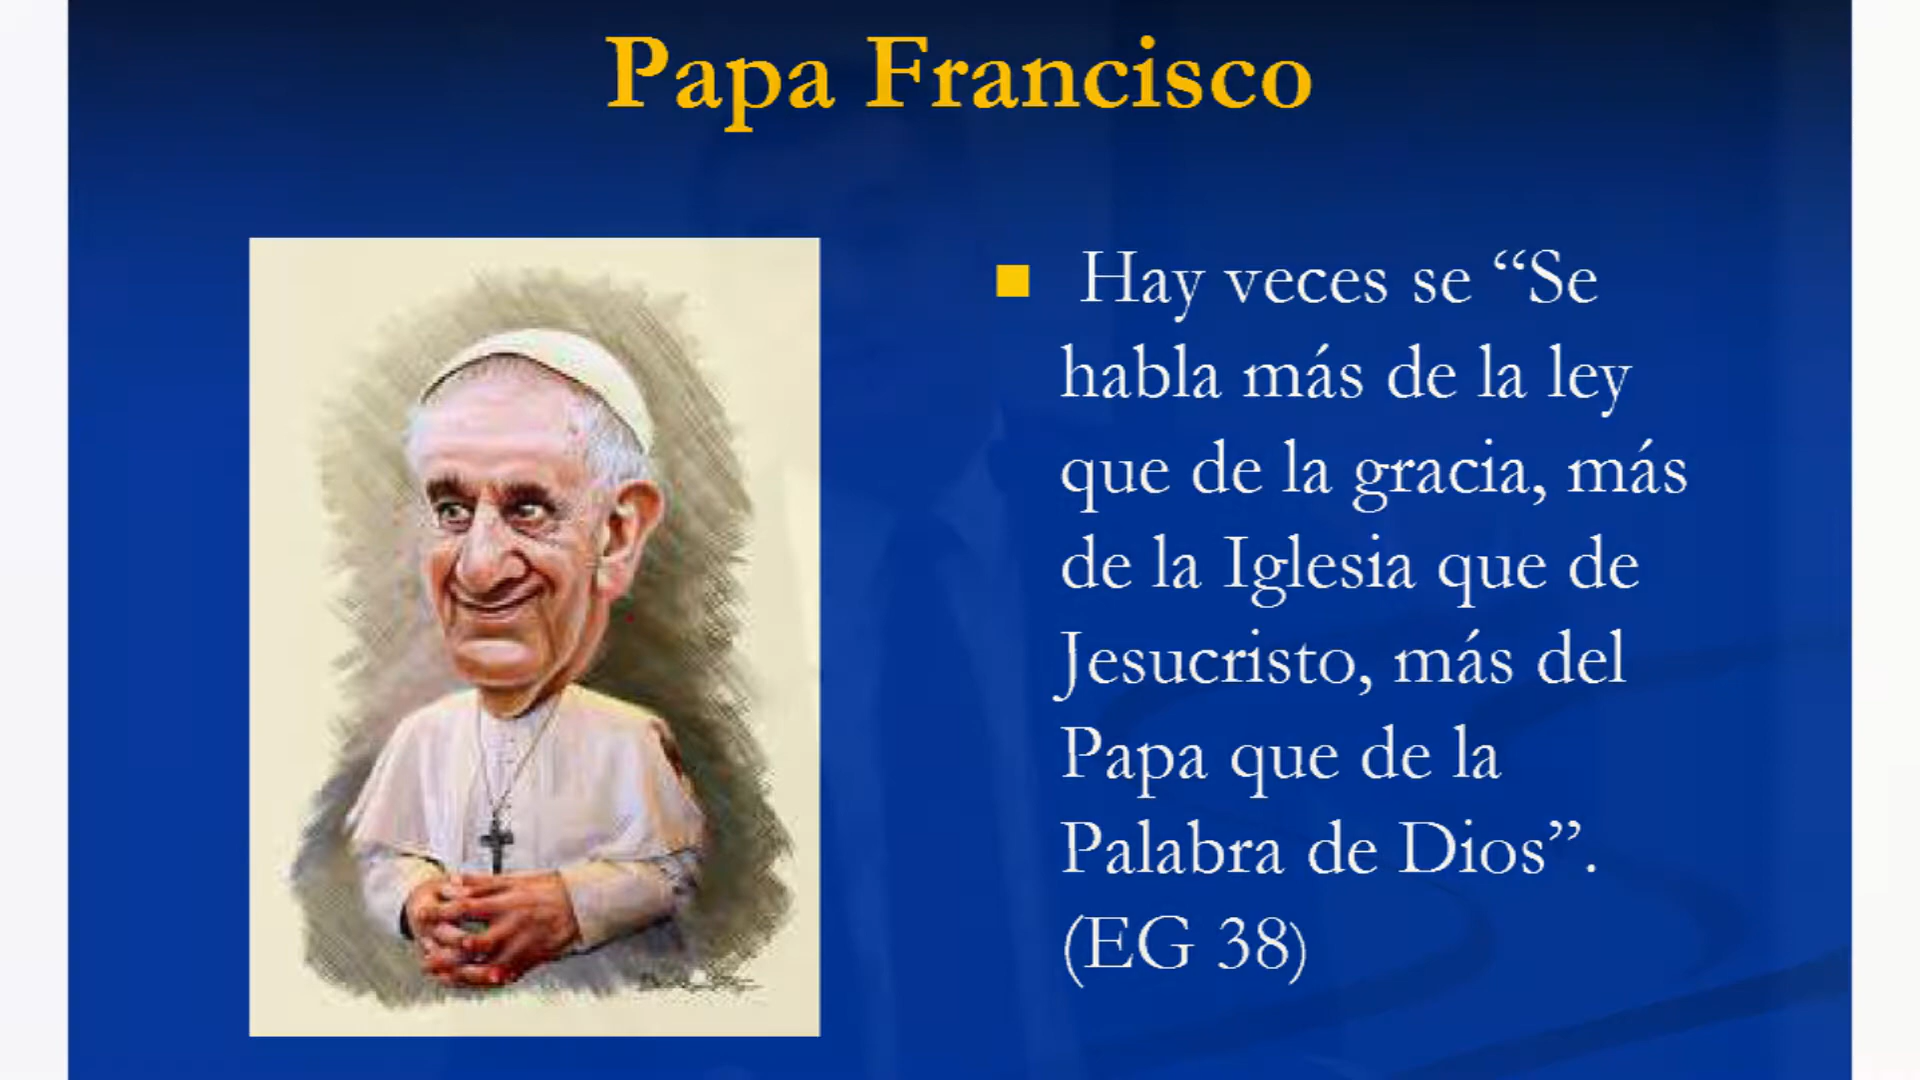 Papa Francisco
Hay veces se “Se
habla más de la ley
que de la gracia, más
de la Iglesia que de
Jesucristo, más del
Papa que de la
Palabra de Dios”.
(EG 38)